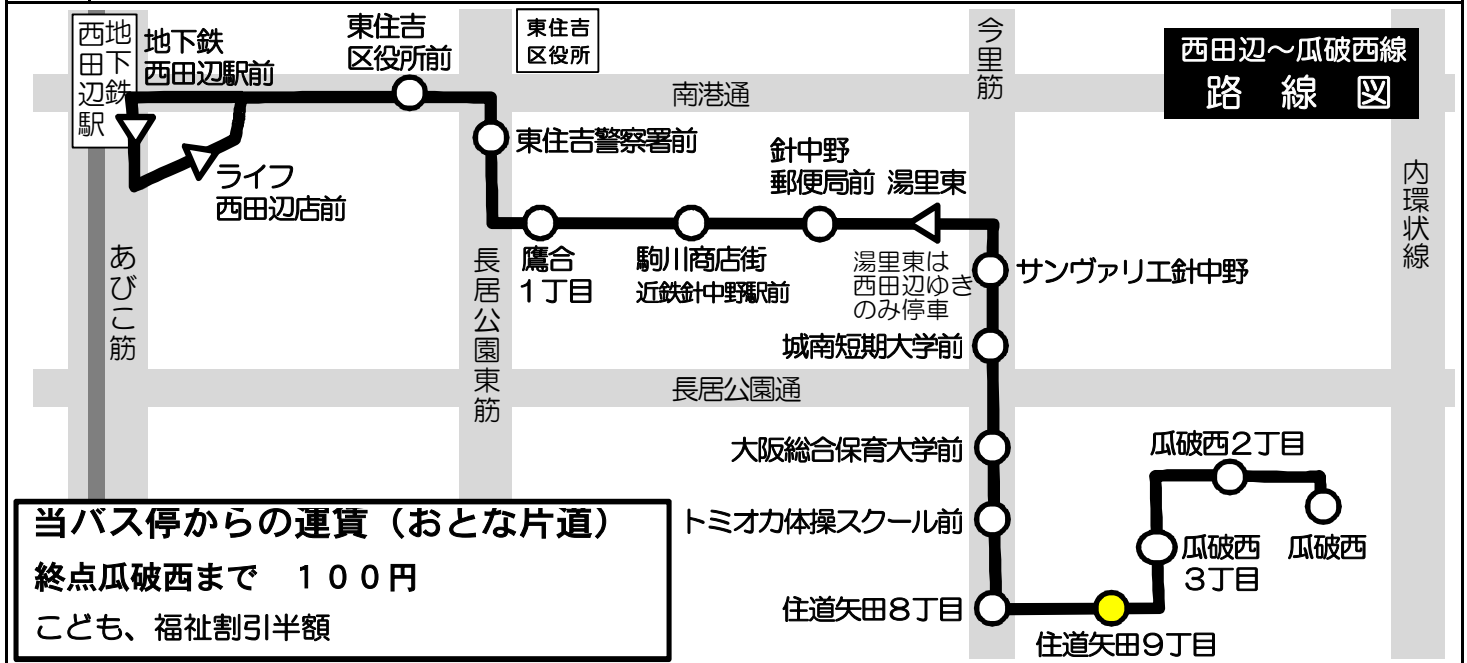 地下鉄
西田辺駅
地下鉄
西田辺駅前
東住吉
区役所前
東住吉
区役所
今里筋
西田辺～瓜破西線
路線図
南港通
東住吉警察署前
針中野
郵便局前
湯里東
ライフ
西田辺店前
内環状線
あびこ筋
長居公園東筋
鷹合
１丁目
駒川商店街
近鉄針中野駅前
湯里東は
西田辺ゆき
のみ停車
サンヴァリエ針中野
城南短期大学前
長居公園通
大阪総合保育大学前
瓜破西２丁目
トミオカ体操スクール前
瓜破西
３丁目
瓜破西
住道矢田８丁目
住道矢田９丁目
当バス停からの運賃（おとな片道）
終点瓜破西まで　１００円
こども、福祉割引半額